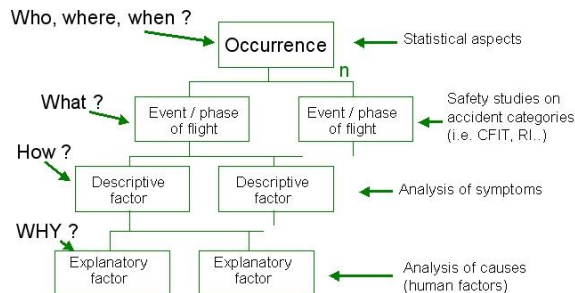 Who, where, when ?
Occurrence
Statistical aspects
n
What ?
Event / phase
of flight
Event / phase
of flight
Safety studies on
accident categories
(i.e. CFIT, RI..)
How ?
Descriptive
factor
Descriptive
factor
Analysis of symptoms
WHY ?
Explanatory
factor
Explanatory
factor
Analysis of causes
(human factors)